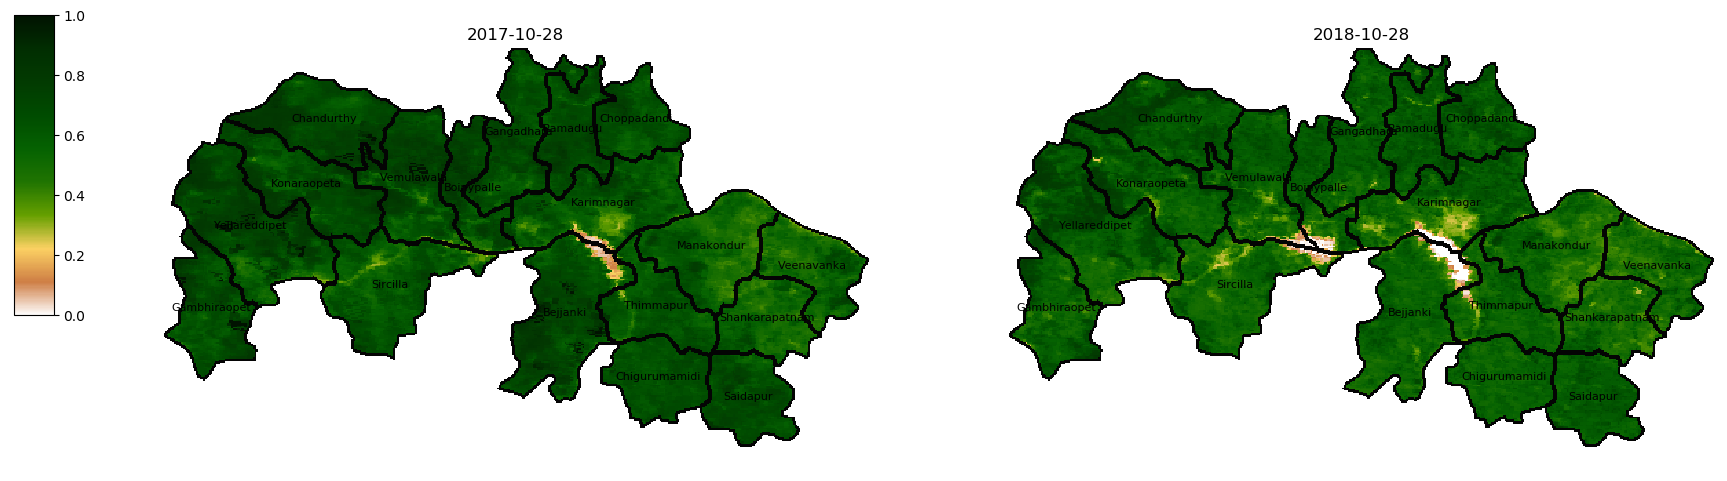 1.0
0.8
0.6
0.4
0.2
0.0
2017-10-28
Chandurthy
Gangadhara
Ramadugu
Choppadandi
Konaraopeta
Vemulawada
Boinpalle
Karimnagar
Yellareddipet
Manakondur
Veenavanka
Sircilla
Gambhiraopet
Bejjanki
Thimmapur
Shankarapatnam
Chigurumamidi
Saidapur
2018-10-28
Chandurthy
Gangadhara
Ramadugu
Choppadandi
Konaraopeta
Vemulawada
Boinpalle
Karimnagar
Yellareddipet
Manakondur
Veenavanka
Sircilla
Gambhiraopet
Bejjanki
Thimmapur
Shankarapatnam
Chigurumamidi
Saidapur